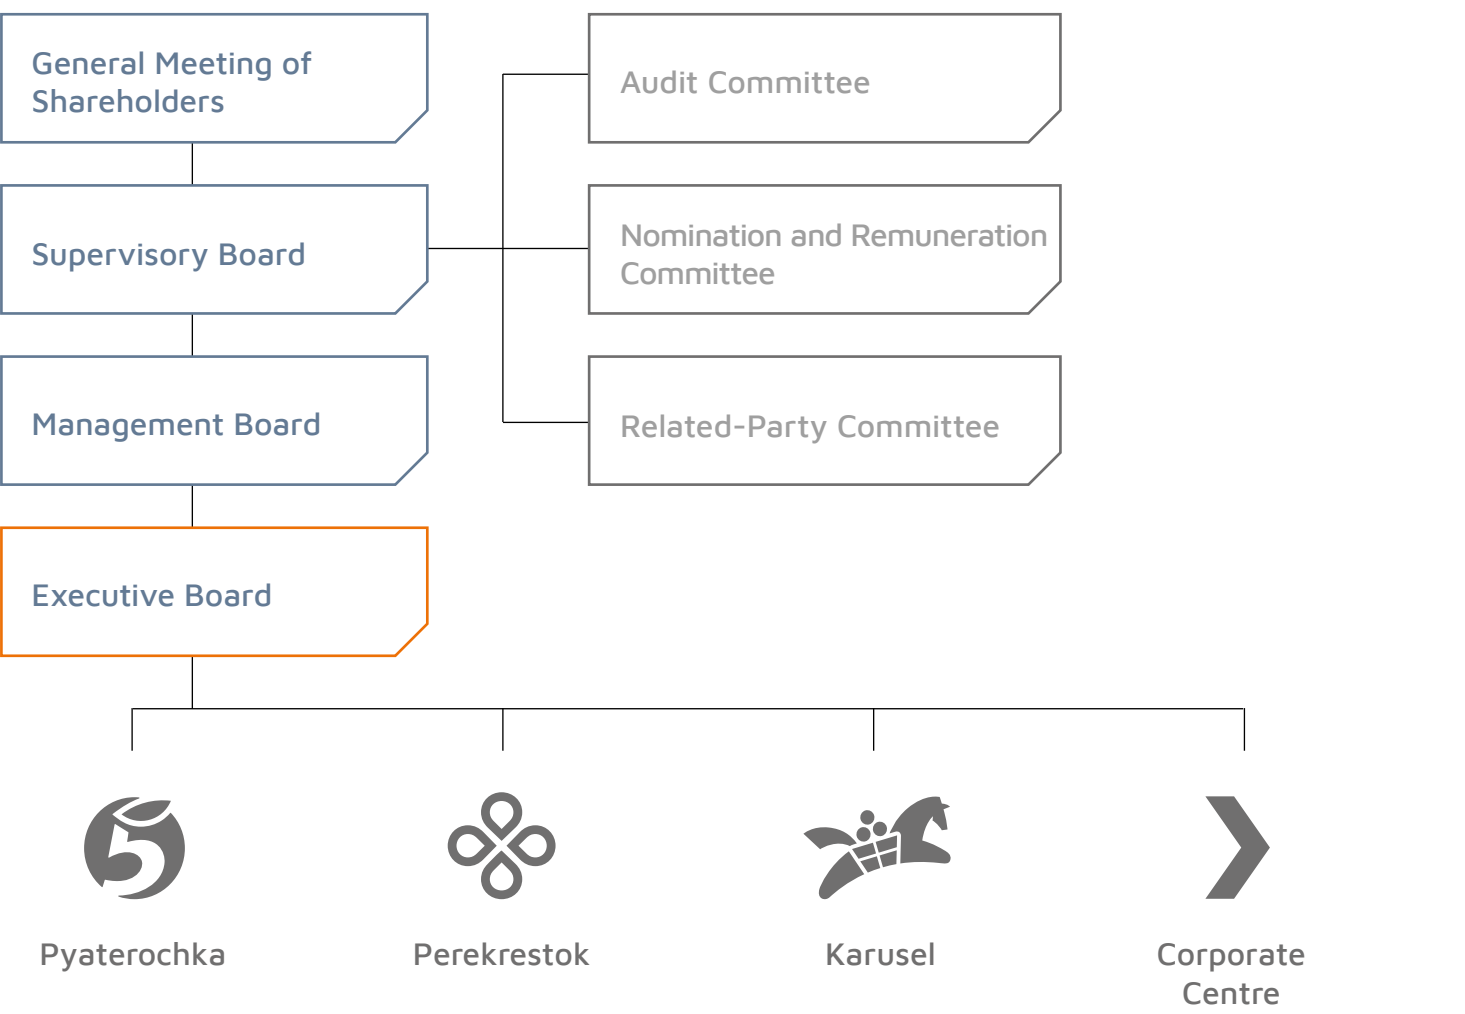 General Meeting of
Shareholders
Audit Committee
Supervisory Board
Nomination and Remuneration
Committee
Management Board
Related-Party Committee
Executive Board
5
Pyaterochka
Perekrestok
Karusel
Corporate
Centre